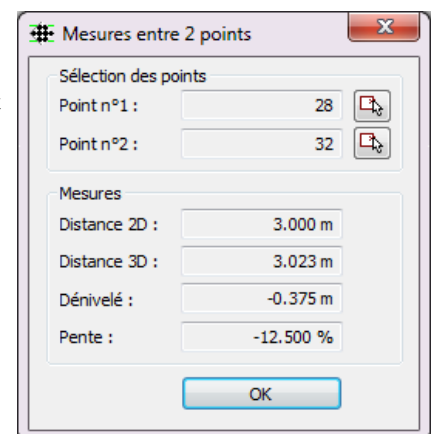 Mesures entre 2 points
Sélection des points
Point n°1 : 28
Point n°2 : 32
Mesures
Distance 2D : 3.000 m
Distance 3D : 3.023 m
Dénivelé : -0.375 m
Pente : -12.500 %
OK